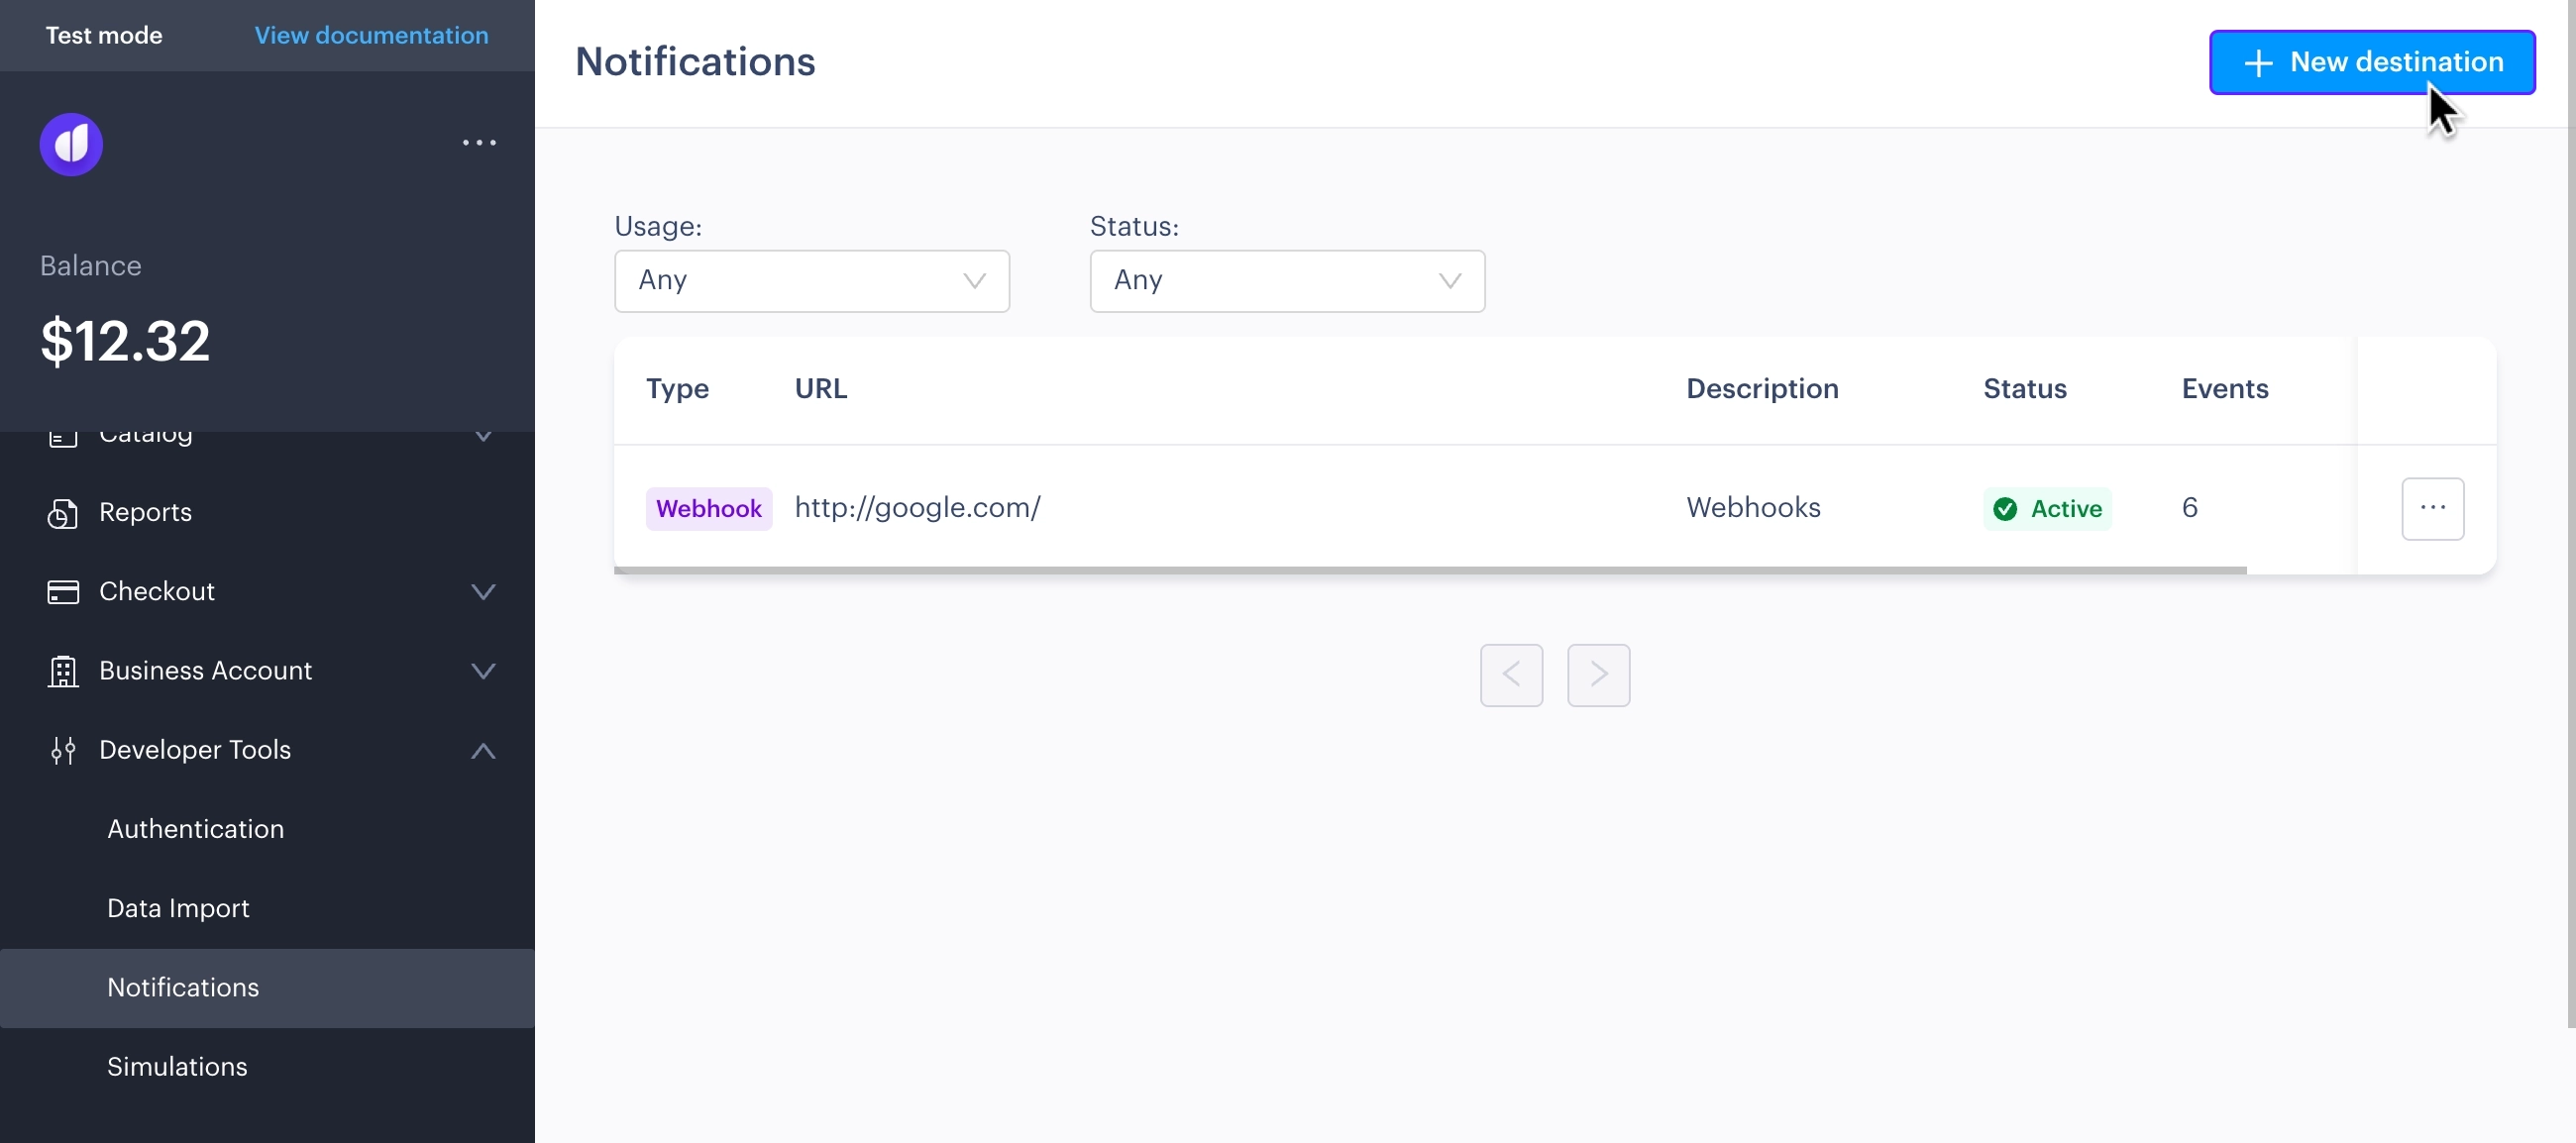 Test mode
View documentation
Balance
$12.32
Catalog
Reports
Checkout
Business Account
Developer Tools
Authentication
Data Import
Notifications
Simulations
Notifications
New destination
Usage:
Status:
Any
Any
Type URL Description Status Events
Webhook http://google.com/ Webhooks Active 6